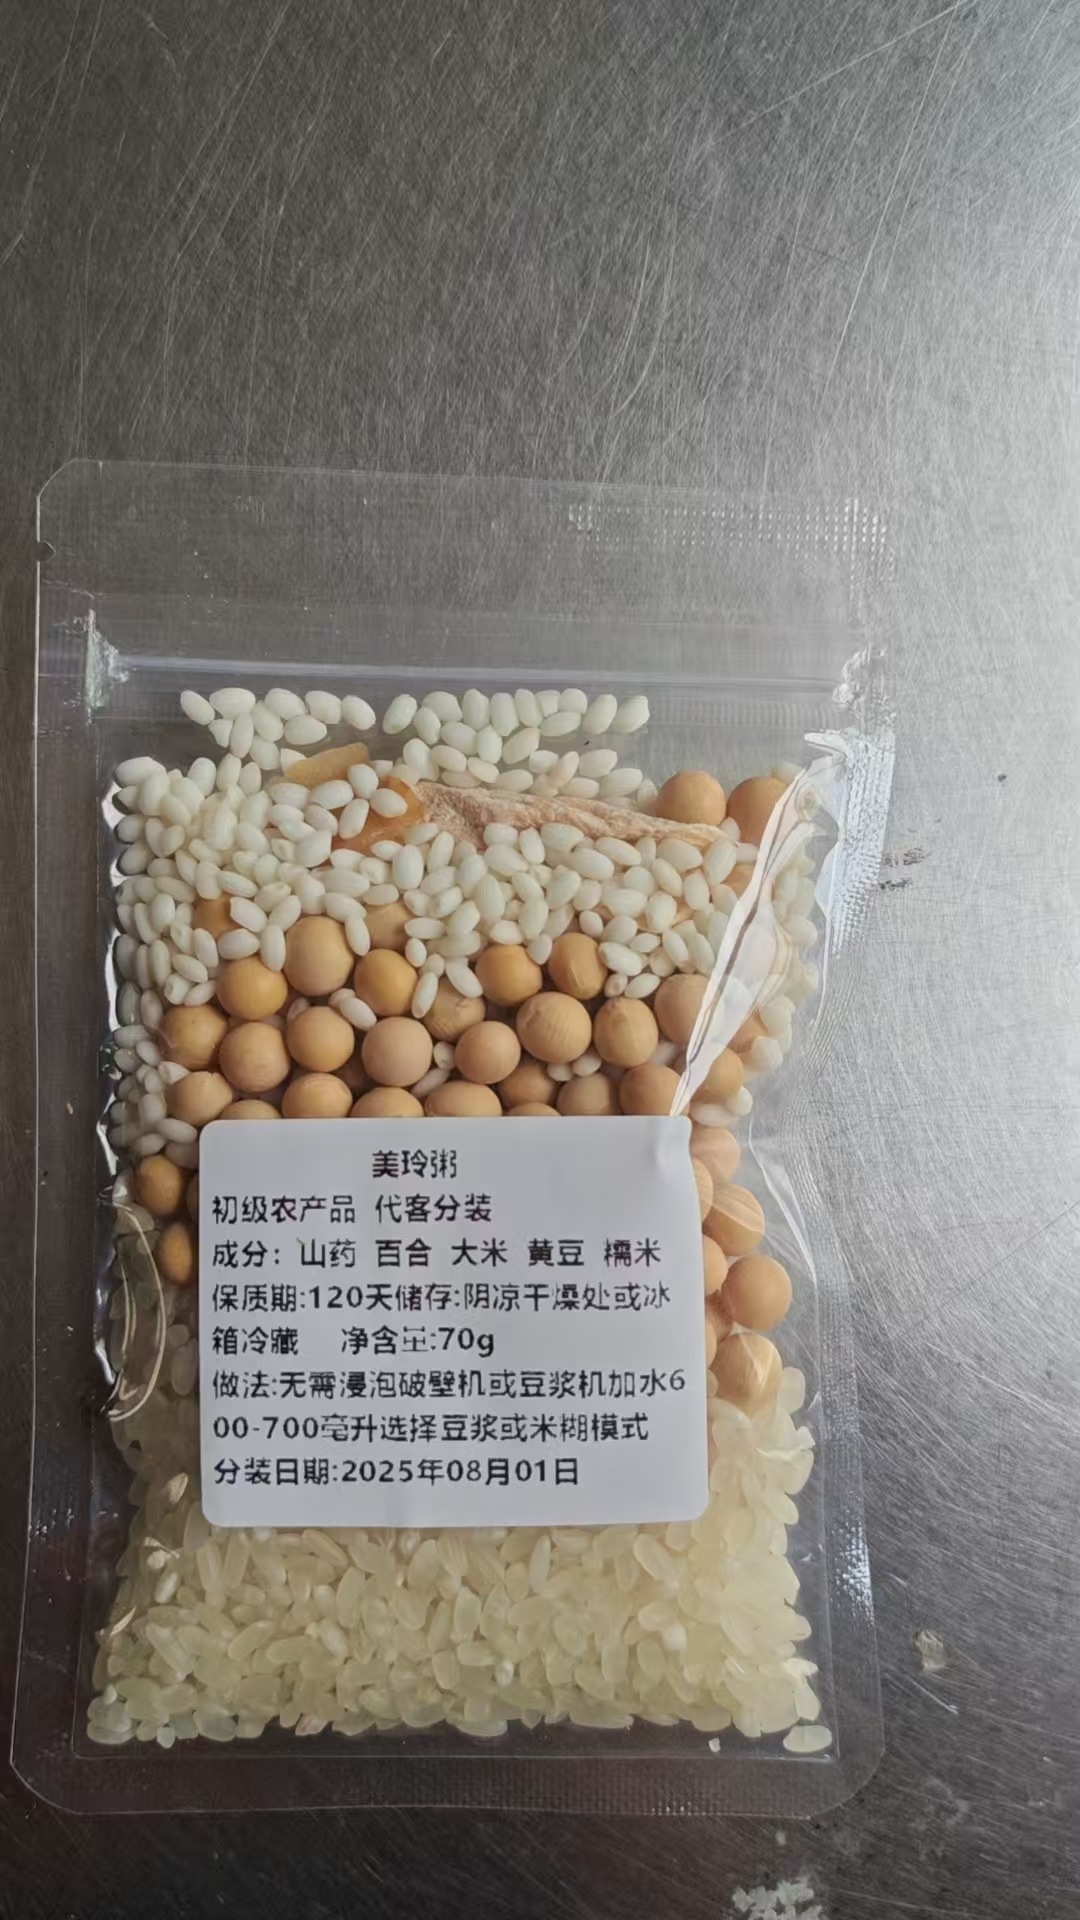 美玲粥
初级农产品 代客分装
成分：山药 百合 大米 黄豆 糯米
保质期:120天储存:阴凉干燥处或冰
箱冷藏 净含量:70g
做法:无需浸泡破壁机或豆浆机加水6
00-700毫升选择豆浆或米糊模式
分装日期:2025年08月01日